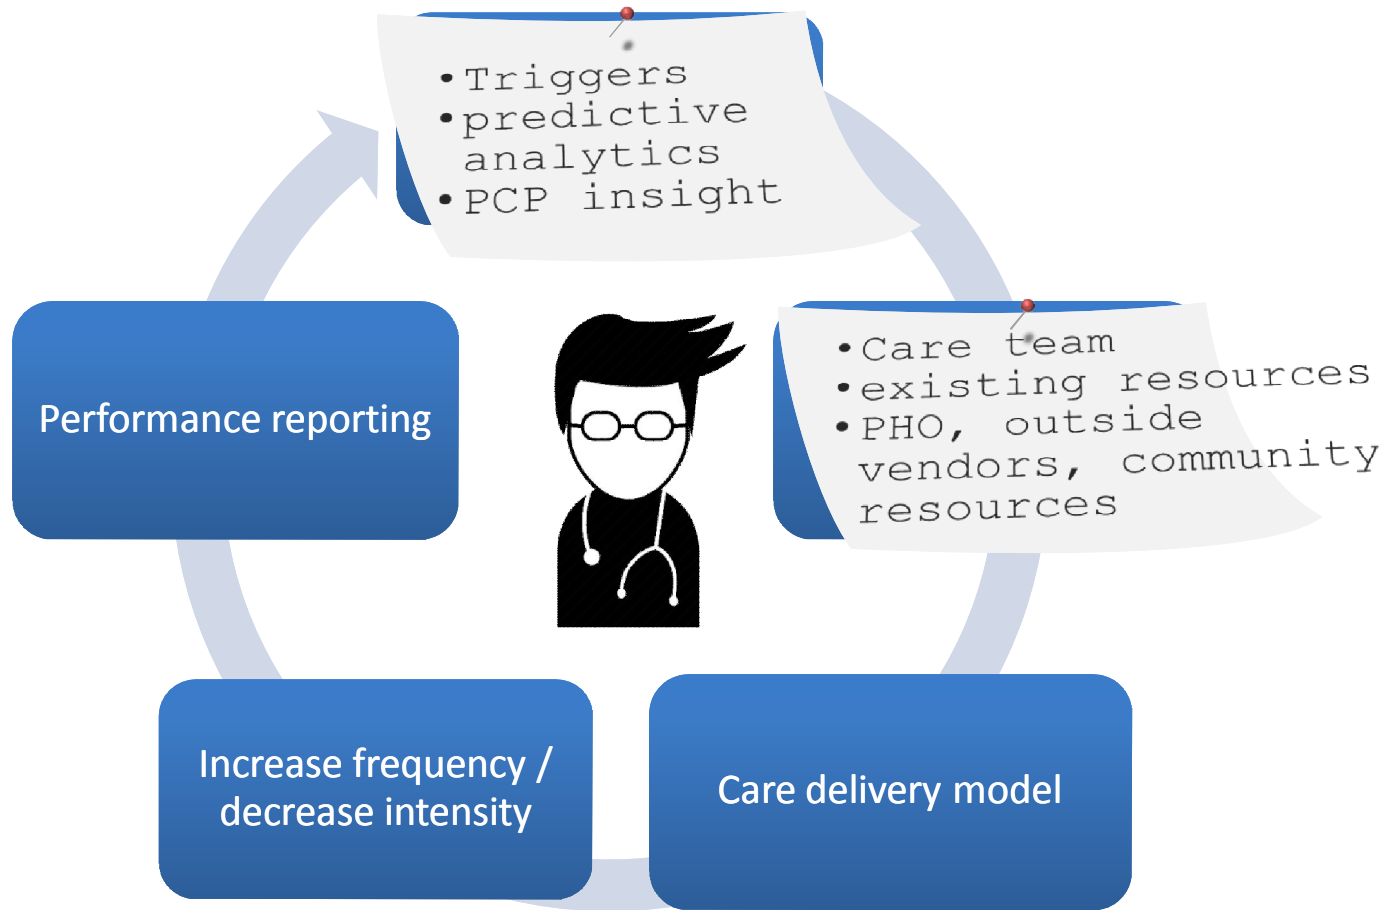 • Triggers
• predictive
analytics
• PCP insight
• Care team
• existing resources
• PHO, outside
vendors, community
resources
Performance reporting
Increase frequency /
decrease intensity
Care delivery model